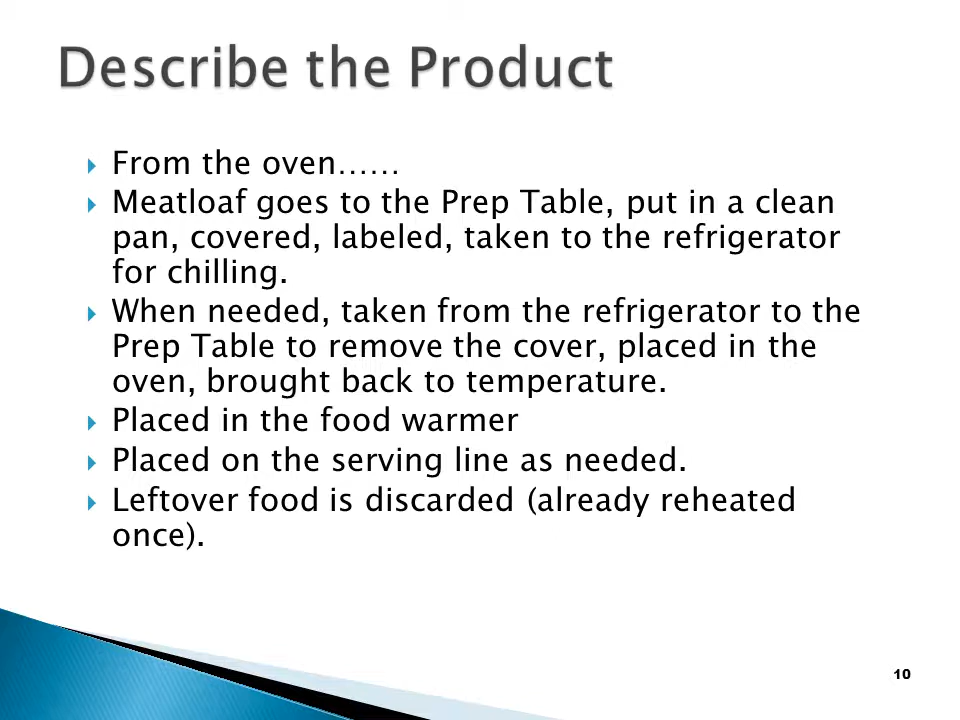 Describe the Product
From the oven……
Meatloaf goes to the Prep Table, put in a clean
pan, covered, labeled, taken to the refrigerator
for chilling.
When needed, taken from the refrigerator to the
Prep Table to remove the cover, placed in the
oven, brought back to temperature.
Placed in the food warmer
Placed on the serving line as needed.
Leftover food is discarded (already reheated
once).
10